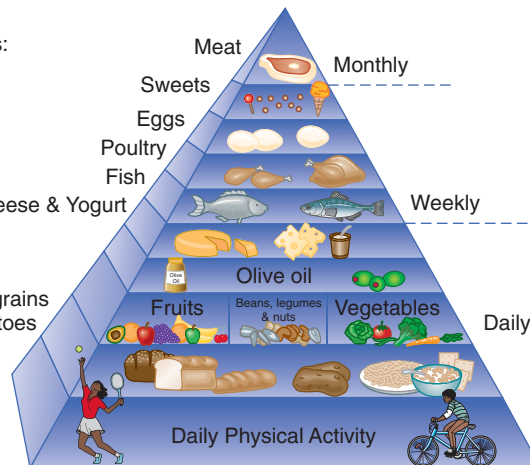 s:
Meat
Monthly
Sweets
Eggs
Poultry
Fish
eese & Yogurt
Weekly
Olive
Oil
Olive oil
grains
toes
Fruits
Beans, legumes
& nuts
Vegetables
Daily
Daily Physical Activity